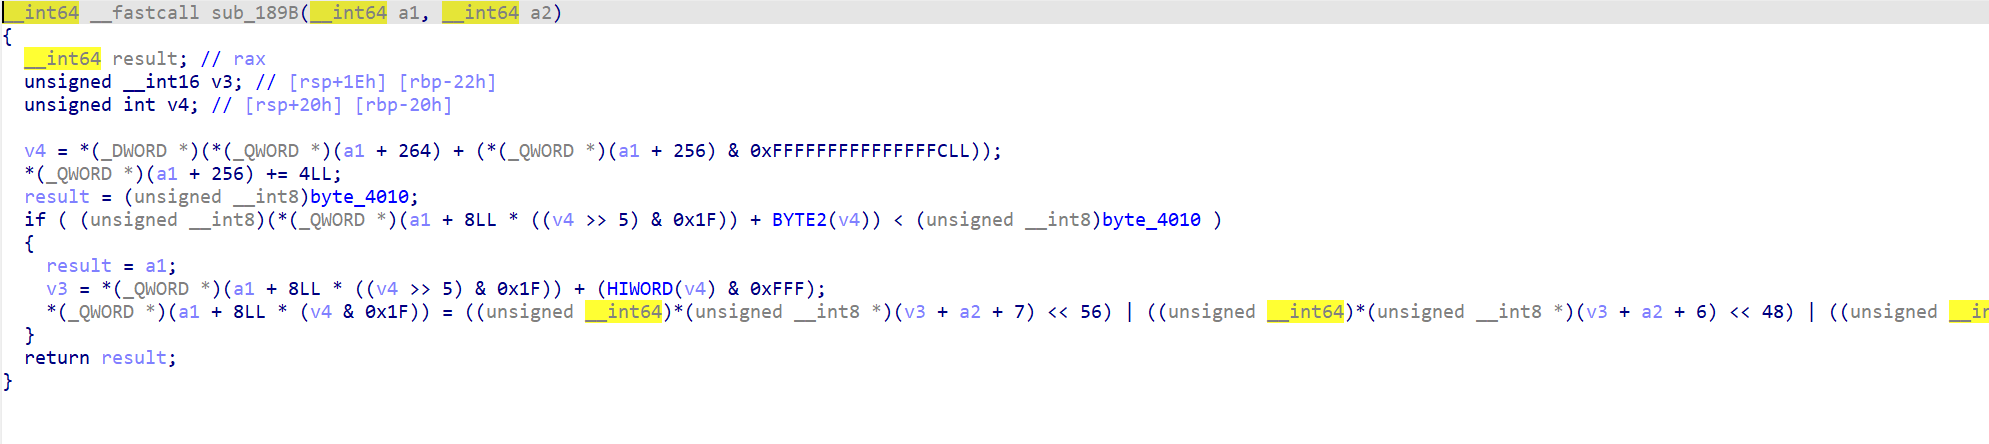 __int64 __fastcall sub_189B(__int64 a1, __int64 a2)
{
  __int64 result; // rax
  unsigned __int16 v3; // [rsp+1Eh] [rbp-22h]
  unsigned int v4; // [rsp+20h] [rbp-20h]
  v4 = *(_DWORD *)(*(_QWORD *)(a1 + 264) + (*(_QWORD *)(a1 + 256) & 0xFFFFFFFFFFFFFFFCLL));
  *(_QWORD *)(a1 + 256) += 4LL;
  result = (unsigned __int8)byte_4010;
  if ( (unsigned __int8)(*(_QWORD *)(a1 + 8LL * ((v4 >> 5) & 0x1F)) + BYTE2(v4)) < (unsigned __int8)byte_4010 )
  {
    result = a1;
    v3 = *(_QWORD *)(a1 + 8LL * ((v4 >> 5) & 0x1F)) + (HIWORD(v4) & 0xFFF);
    *(_QWORD *)(a1 + 8LL * (v4 & 0x1F)) = ((unsigned __int64)*(unsigned __int8 *)(v3 + a2 + 7) << 56) | ((unsigned __int64)*(unsigned __int8 *)(v3 + a2 + 6) << 48) | ((unsigned __in
  }
  return result;
}